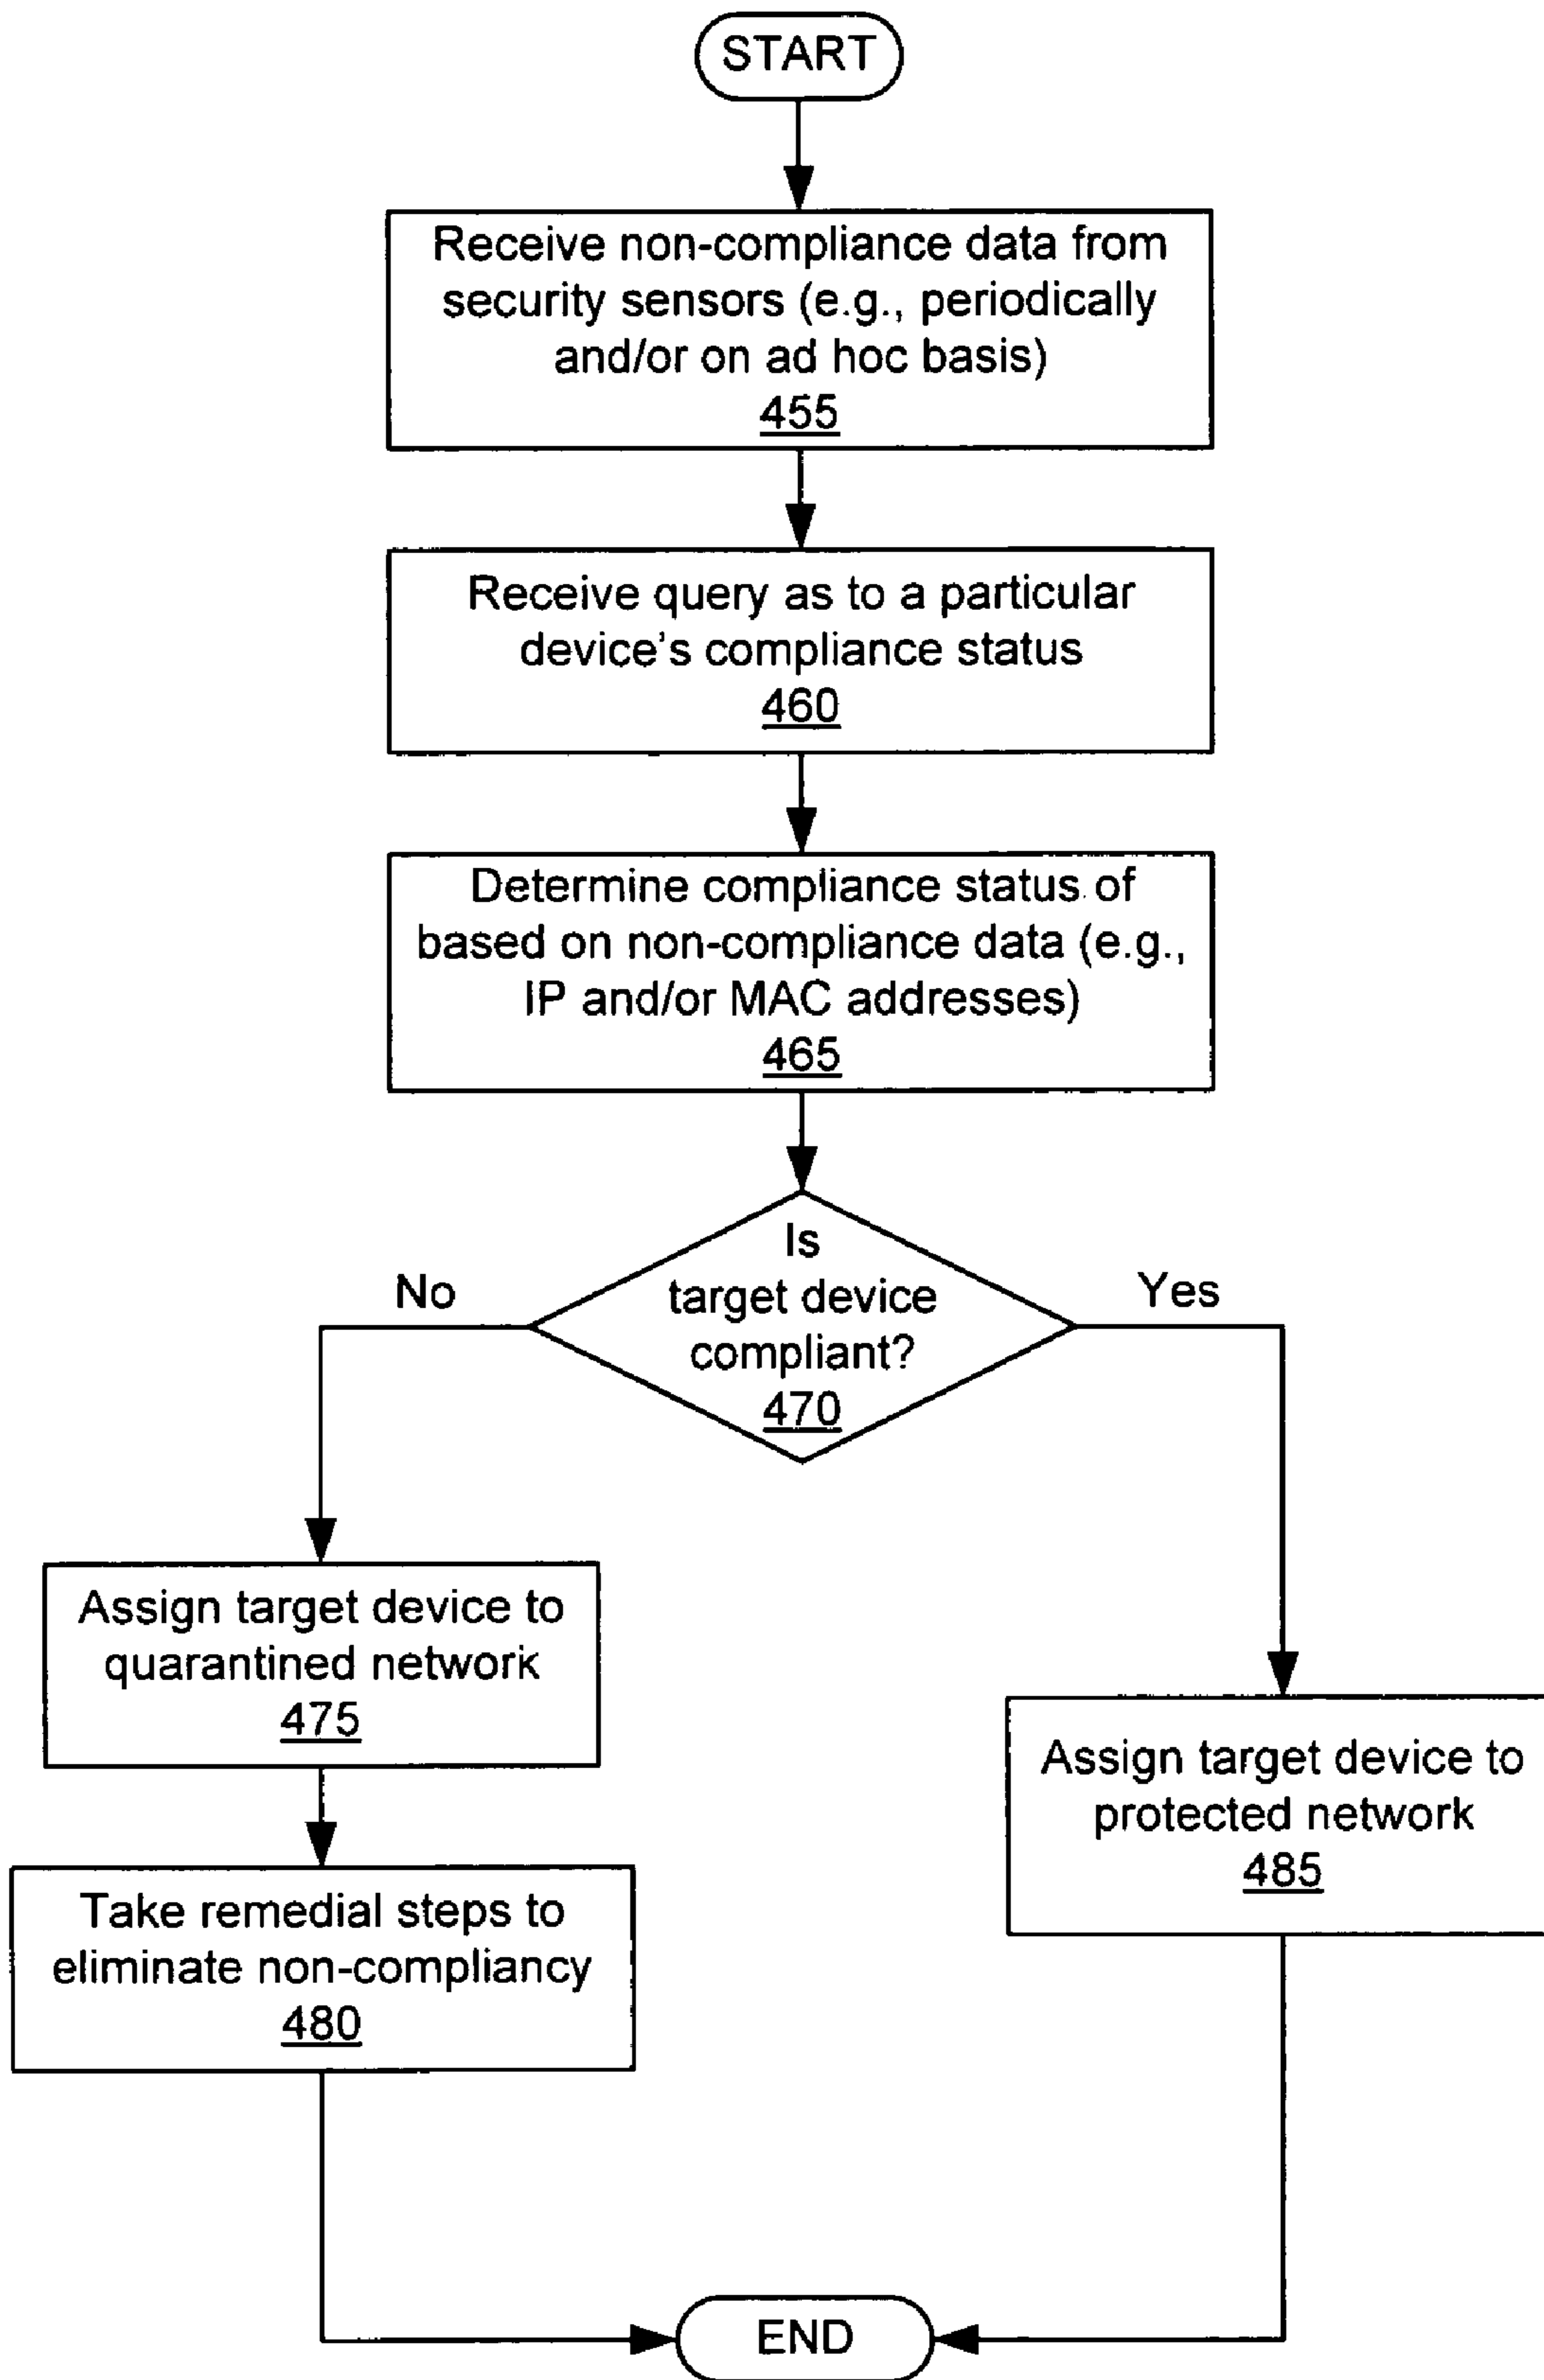 START
Receive non-compliance data from
security sensors (e.g., periodically
and/or on ad hoc basis)
455
Receive query as to a particular
device's compliance status
460
Determine compliance status of
based on non-compliance data (e.g.,
IP and/or MAC addresses)
465
Is
target device
compliant?
470
No
Yes
Assign target device to
quarantined network
475
Assign target device to
protected network
485
Take remedial steps to
eliminate non-compliancy
480
END